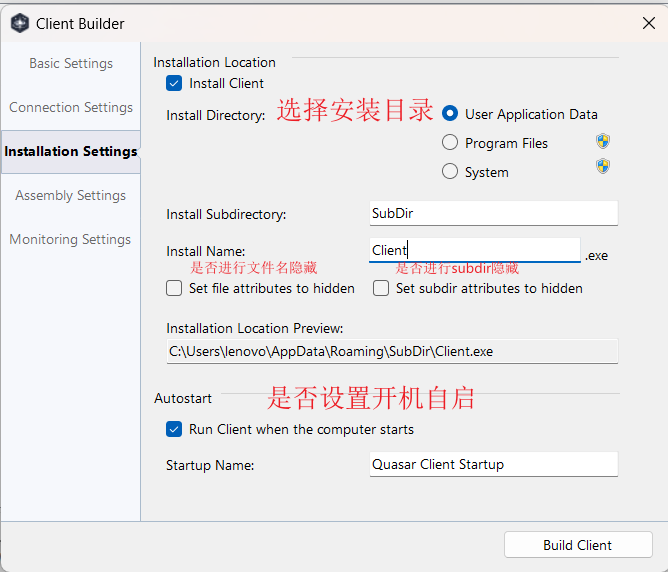 Client Builder
Basic Settings
Connection Settings
Installation Settings
Assembly Settings
Monitoring Settings
Installation Location
Install Client
Install Directory:
选择安装目录
User Application Data
Program Files
System
Install Subdirectory:
SubDir
Install Name:
Client
.exe
是否进行文件名隐藏
是否进行subdir隐藏
Set file attributes to hidden
Set subdir attributes to hidden
Installation Location Preview:
C:\Users\lenovo\AppData\Roaming\SubDir\Client.exe
Autostart
是否设置开机自启
Run Client when the computer starts
Startup Name:
Quasar Client Startup
Build Client